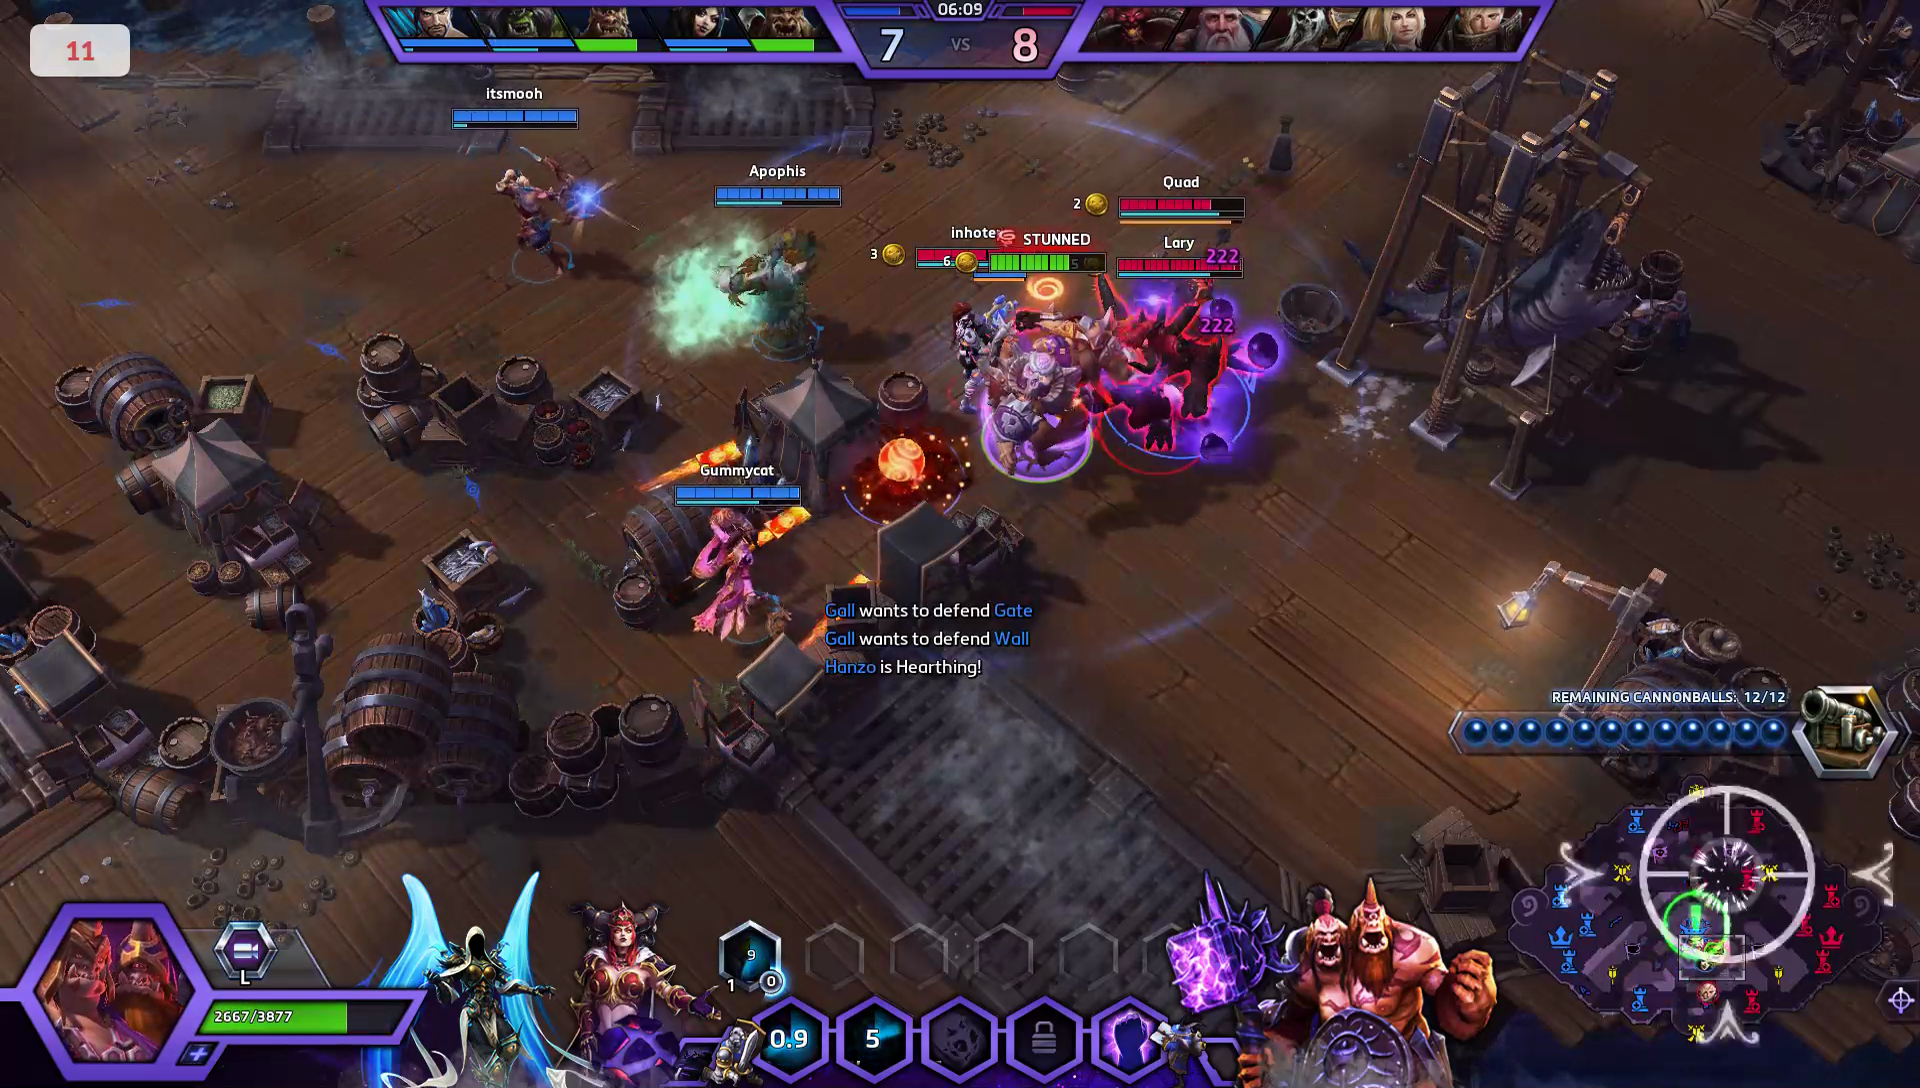 11
06:09
7 VS 8
itsmooh
Apophis
Quad
2
inhote
STUNNED
Lary
3
6
5
222
222
Gummycat
Gall wants to defend Gate
Gall wants to defend Wall
Hanzo is Hearthing!
REMAINING CANNONBALLS: 12/12
L
9
1
0
2667/3877
0.9
5